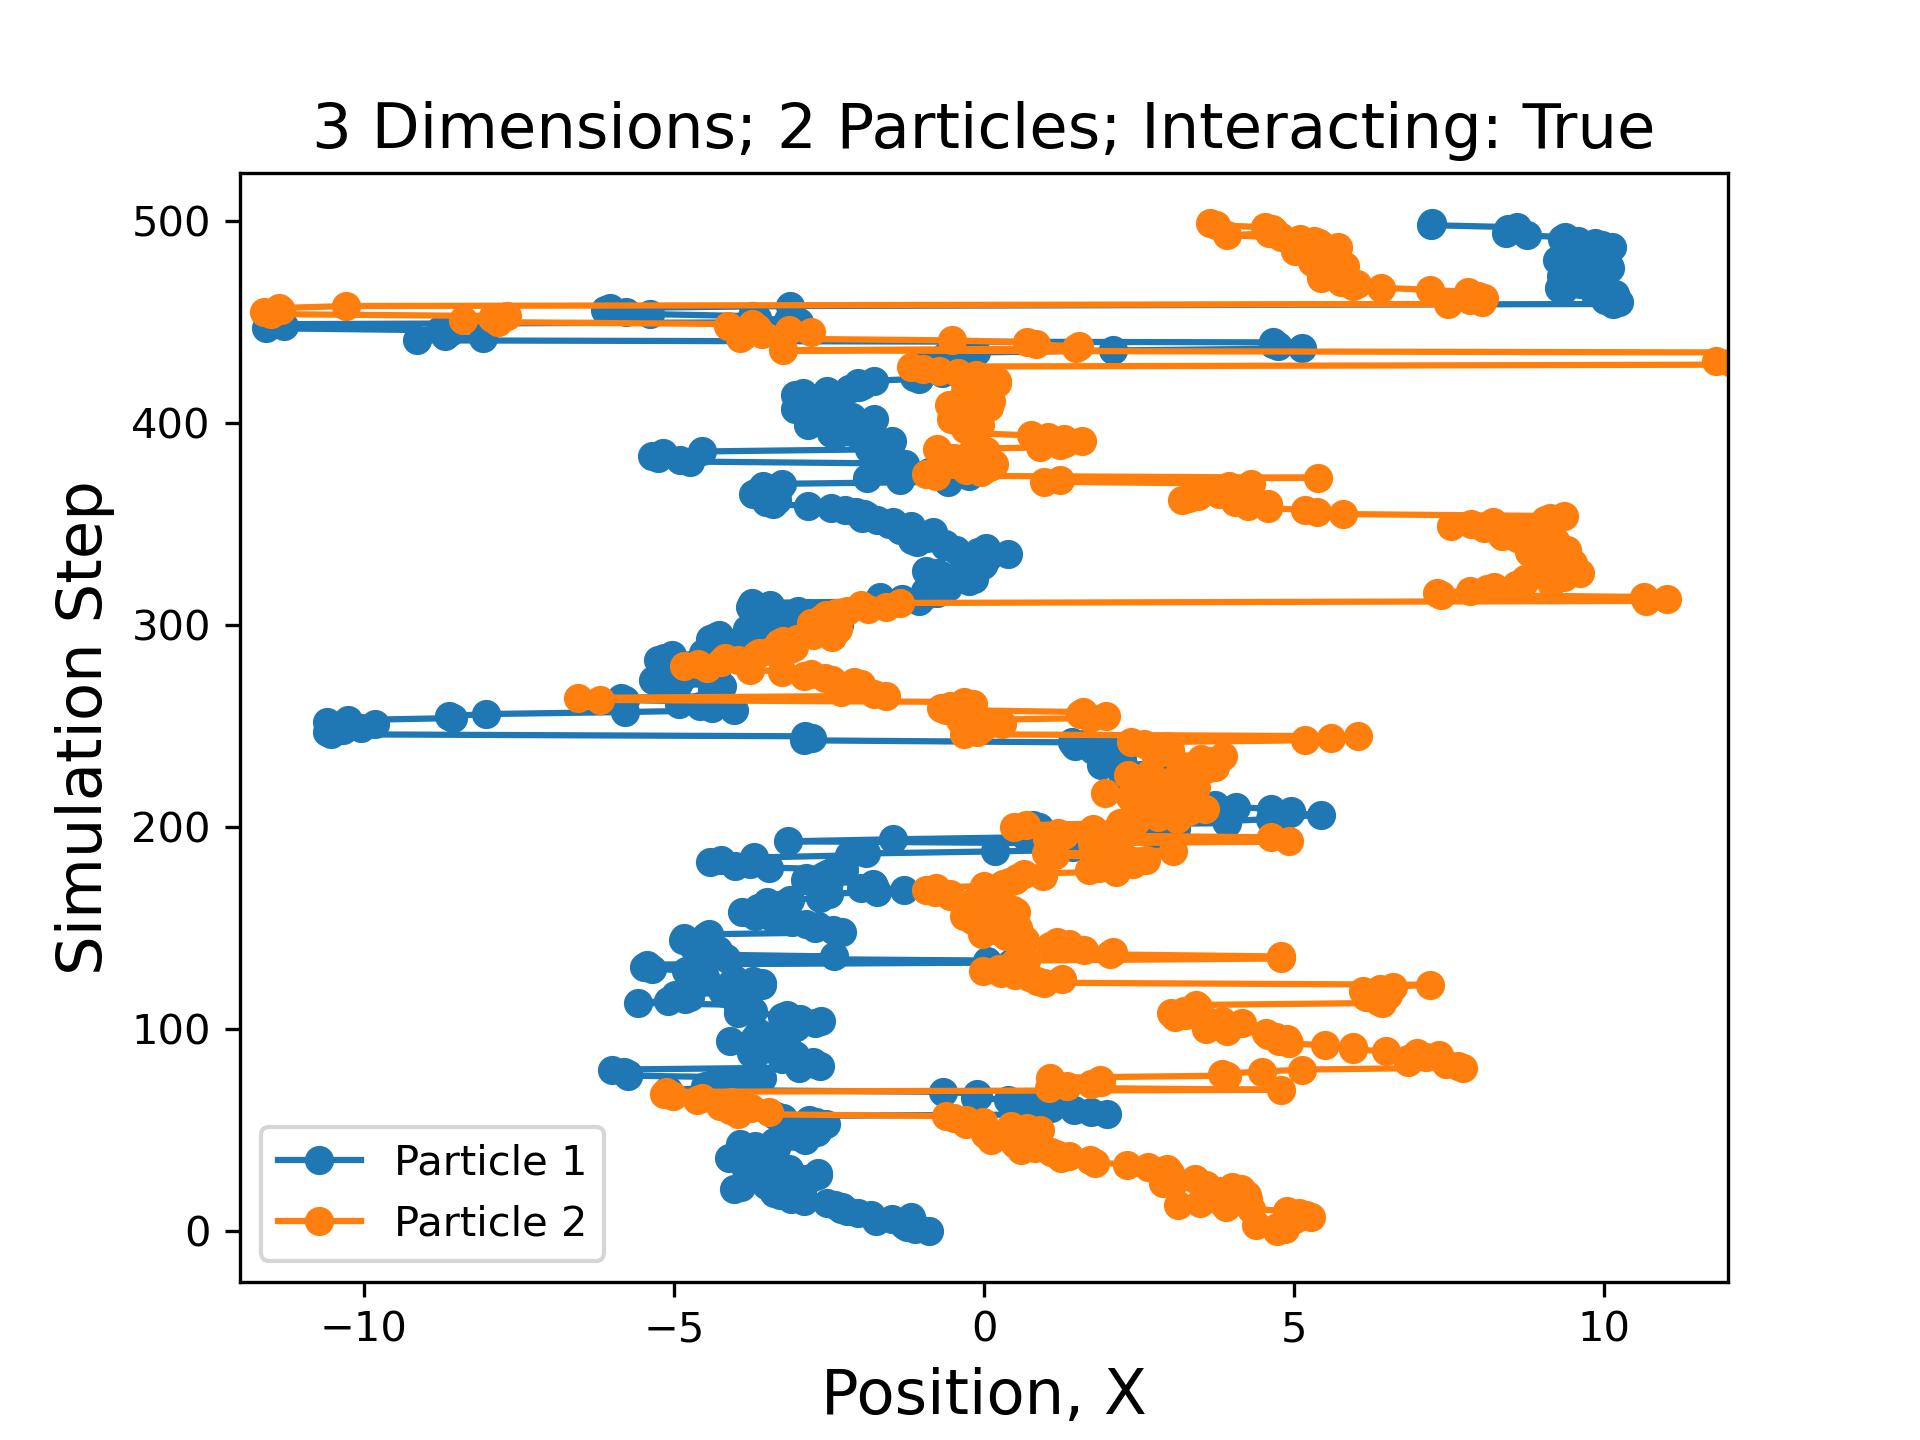 3 Dimensions; 2 Particles; Interacting: True
Simulation Step
500
400
300
200
100
0
Particle 1
Particle 2
−10
−5
0
5
10
Position, X